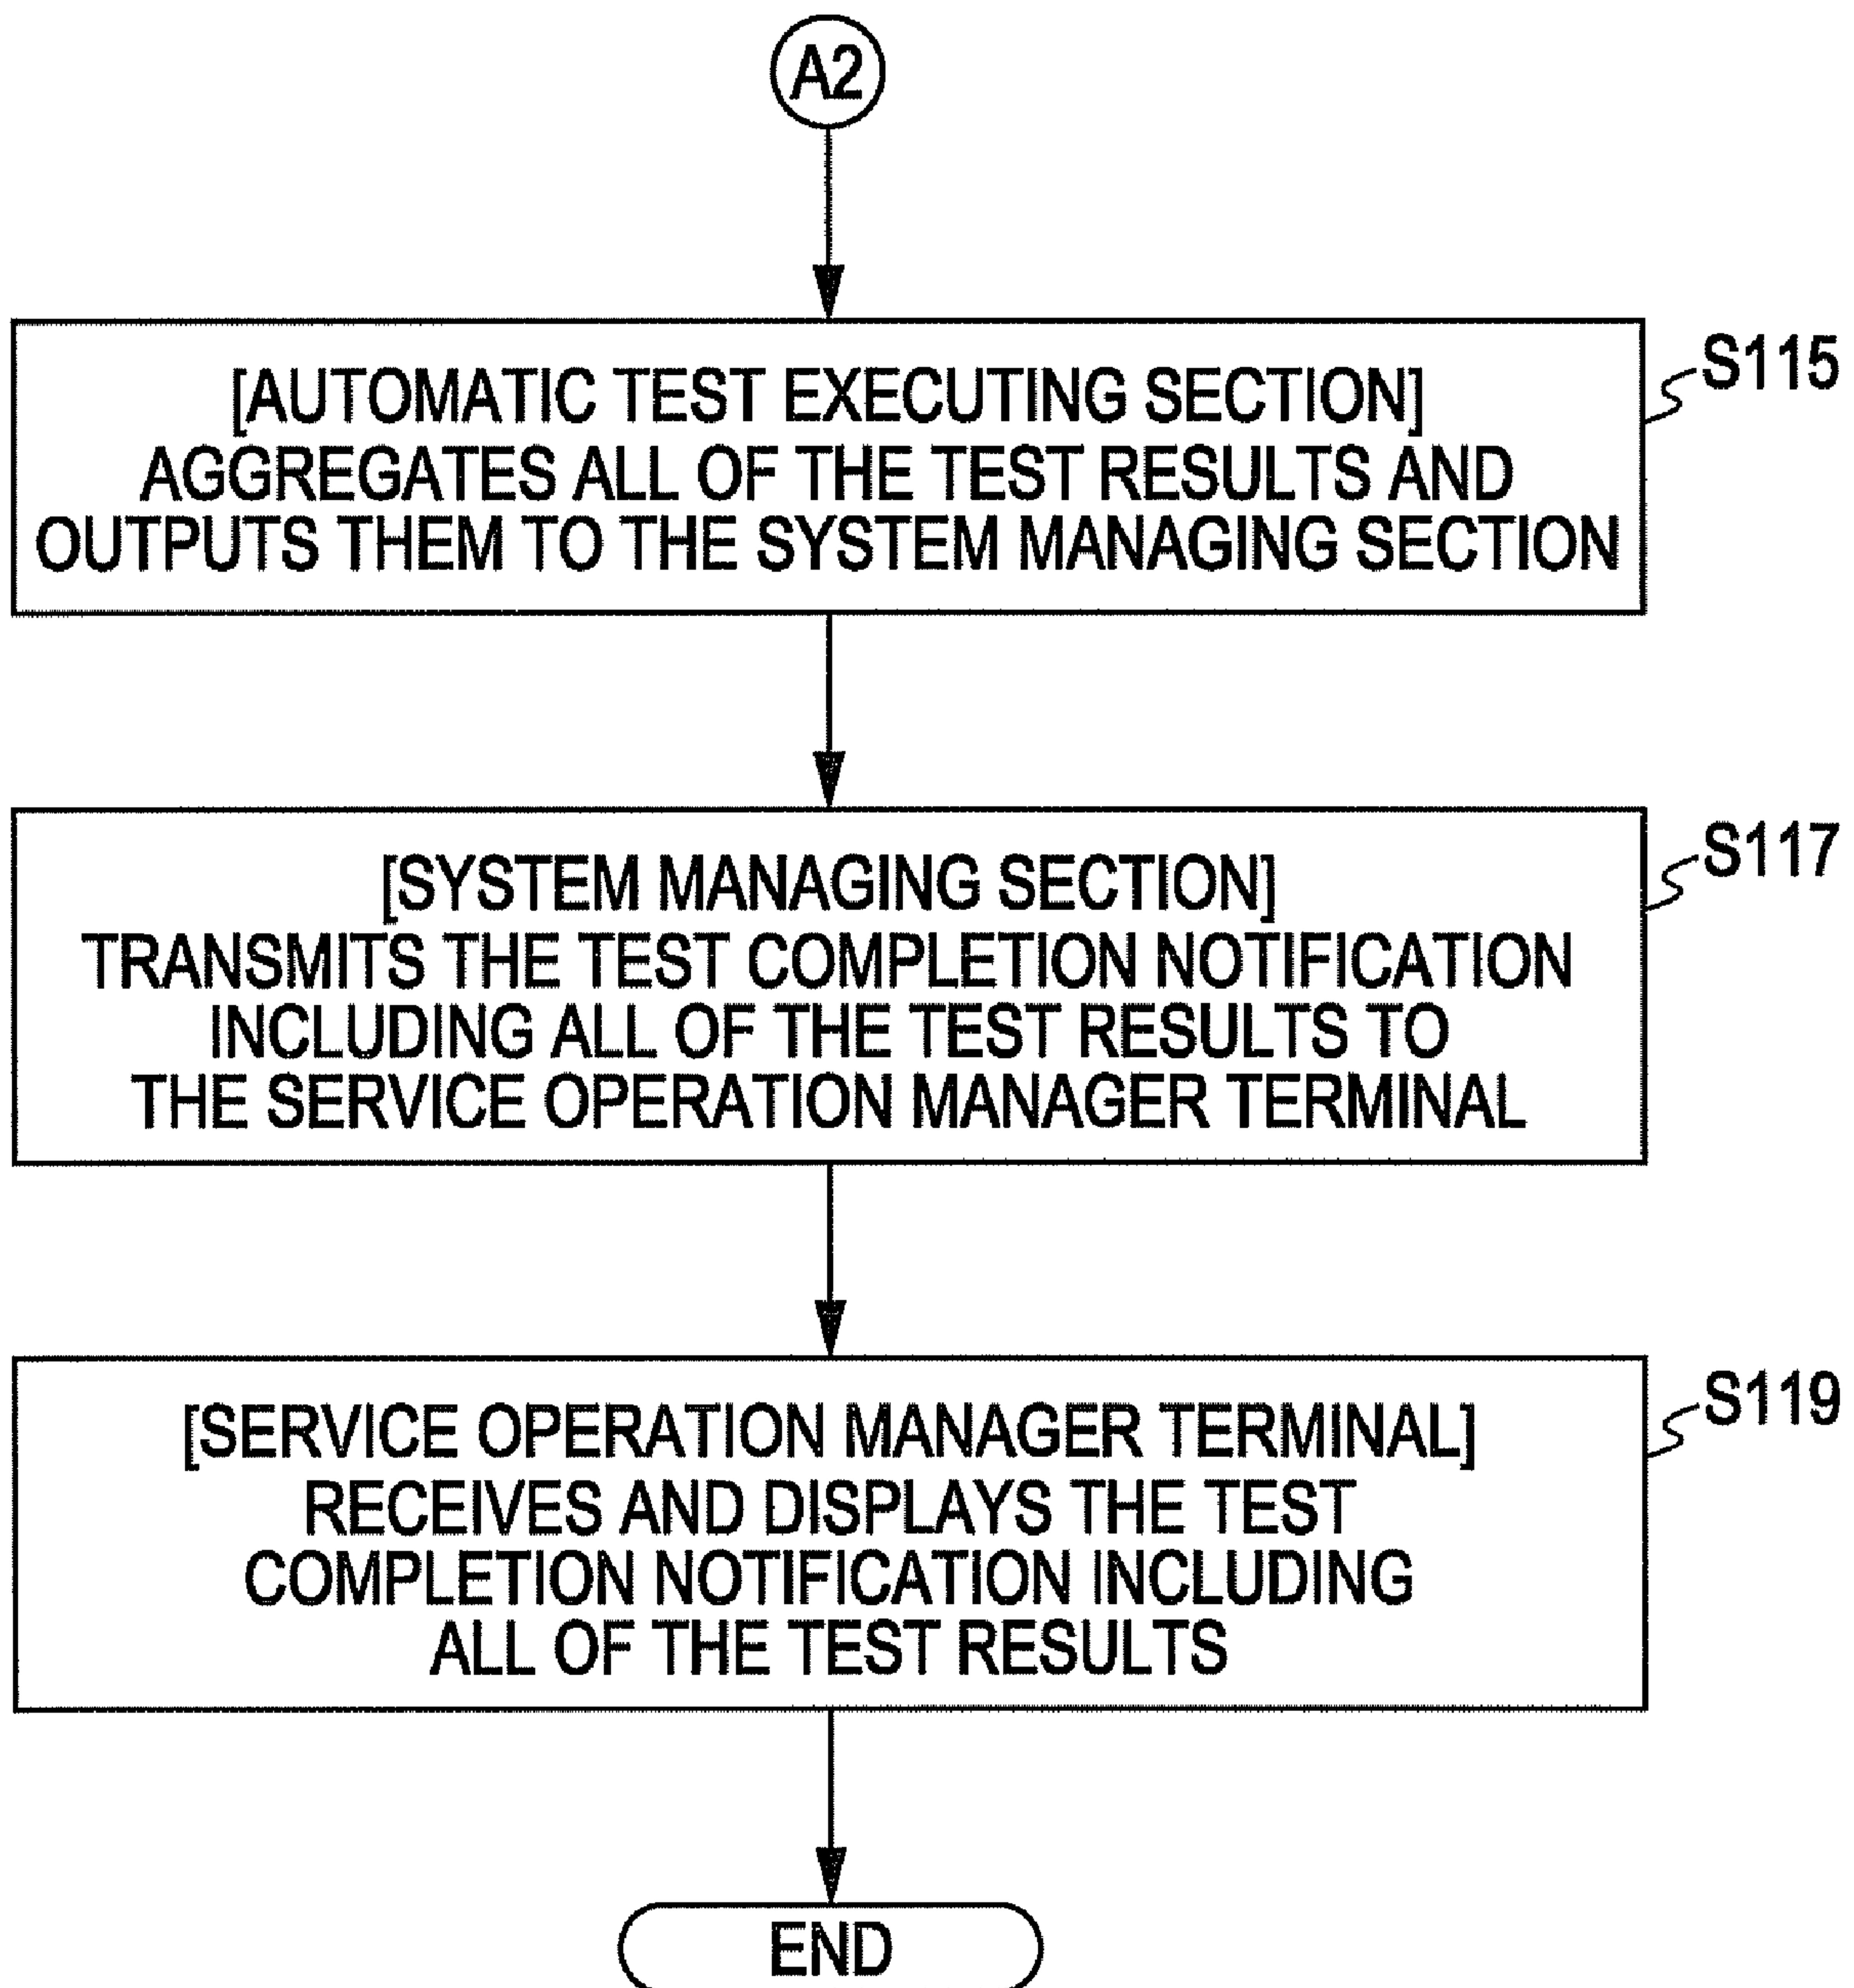 A2
[AUTOMATIC TEST EXECUTING SECTION]
AGGREGATES ALL OF THE TEST RESULTS AND
OUTPUTS THEM TO THE SYSTEM MANAGING SECTION
S115
[SYSTEM MANAGING SECTION]
TRANSMITS THE TEST COMPLETION NOTIFICATION
INCLUDING ALL OF THE TEST RESULTS TO
THE SERVICE OPERATION MANAGER TERMINAL
S117
[SERVICE OPERATION MANAGER TERMINAL]
RECEIVES AND DISPLAYS THE TEST
COMPLETION NOTIFICATION INCLUDING
ALL OF THE TEST RESULTS
S119
END